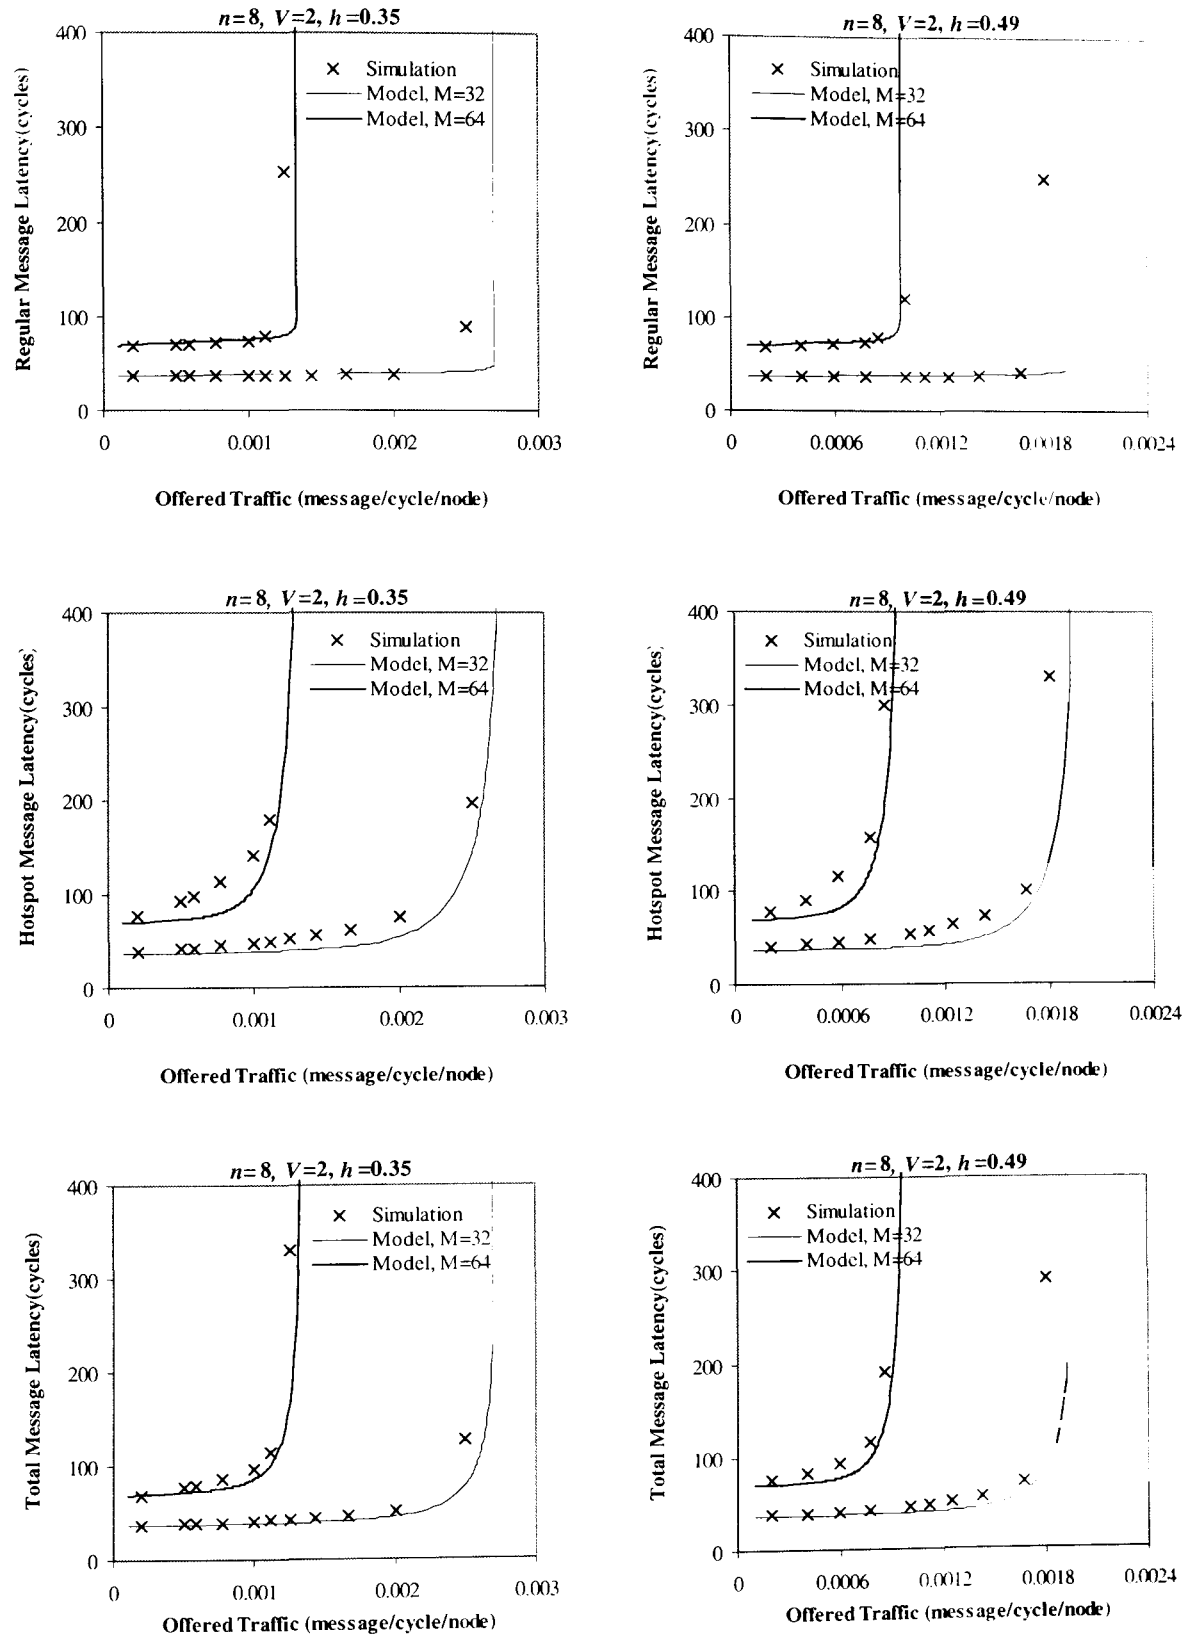 n=8, V=2, h=0.35
Regular Message Latency(cycles)
400
300
200
100
0
Simulation
Model, M=32
Model, M=64
0 0.001 0.002 0.003
Offered Traffic (message/cycle/node)
n=8, V=2, h=0.49
Regular Message Latency(cycles)
400
300
200
100
0
Simulation
Model, M=32
Model, M=64
0 0.0006 0.0012 0.0018 0.0024
Offered Traffic (message/cycle/node)
n=8, V=2, h=0.35
Hotspot Message Latency(cycles)
400
300
200
100
0
Simulation
Model, M=32
Model, M=64
0 0.001 0.002 0.003
Offered Traffic (message/cycle/node)
n=8, V=2, h=0.49
Hotspot Message Latency(cycles)
400
300
200
100
0
Simulation
Model, M=32
Model, M=64
0 0.0006 0.0012 0.0018 0.0024
Offered Traffic (message/cycle/node)
n=8, V=2, h=0.35
Total Message Latency(cycles)
400
300
200
100
0
Simulation
Model, M=32
Model, M=64
0 0.001 0.002 0.003
Offered Traffic (message/cycle/node)
n=8, V=2, h=0.49
Total Message Latency(cycles)
400
300
200
100
0
Simulation
Model, M=32
Model, M=64
0 0.0006 0.0012 0.0018 0.0024
Offered Traffic (message/cycle/node)